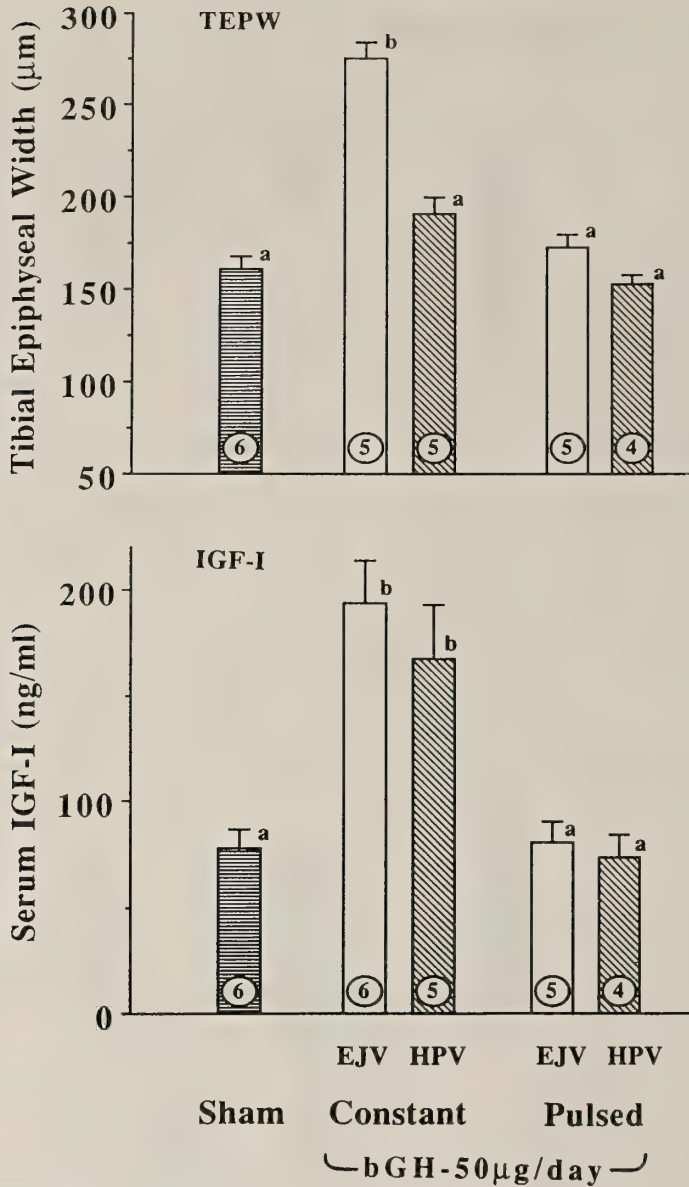 TEPW
Tibial Epiphyseal Width (μm)
300
250
200
150
100
50
a
b
a
a
a
6
5
5
5
4
IGF-I
Serum IGF-I (ng/ml)
200
100
0
a
b
b
a
a
6
6
5
5
4
EJV HPV EJV HPV
Sham Constant Pulsed
bGH-50μg/day